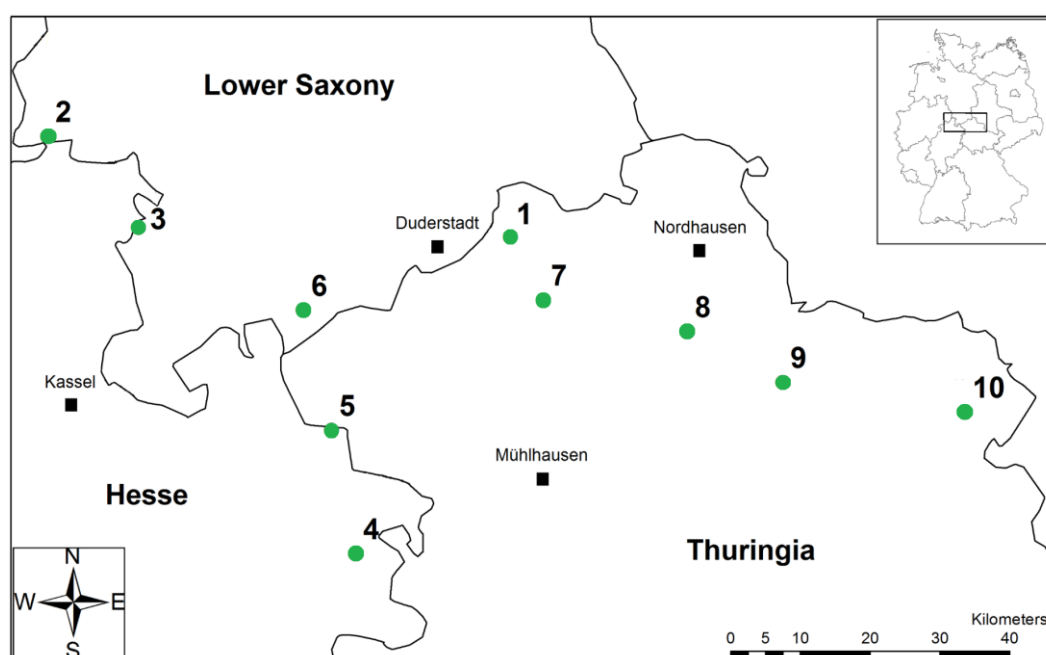 Lower Saxony
2
3
Duderstadt
1
Nordhausen
7
6
8
9
10
Kassel
5
Mühlhausen
Hesse
4
Thuringia
N
W E
S
Kilometers
0 5 10 20 30 40